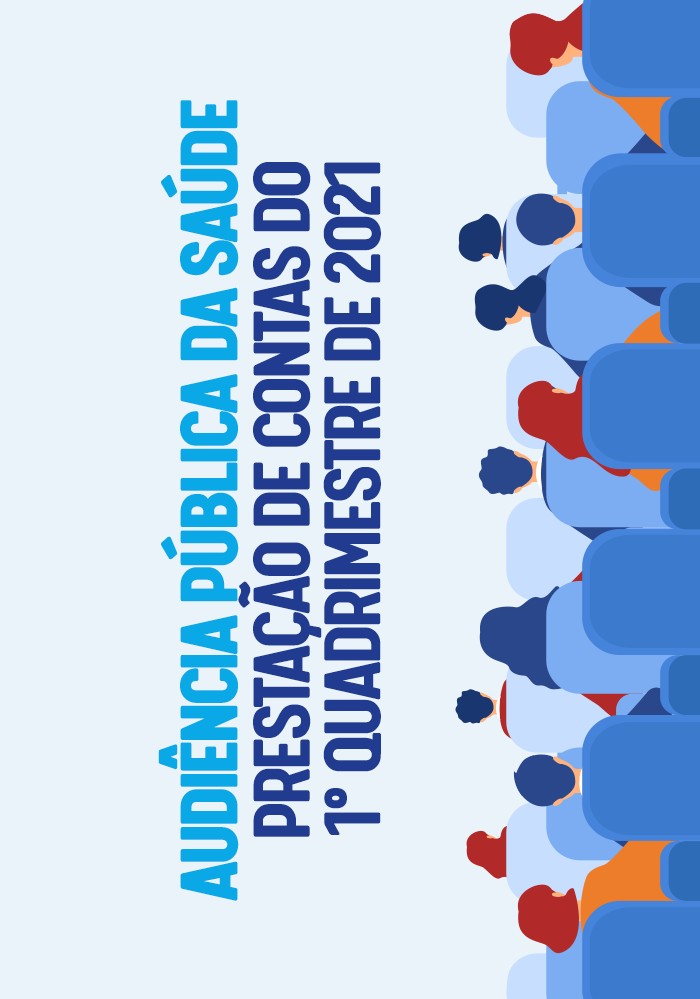 AUDIÊNCIA PÚBLICA DA SAÚDE
PRESTAÇÃO DE CONTAS DO
1º QUADRIMESTRE DE 2021